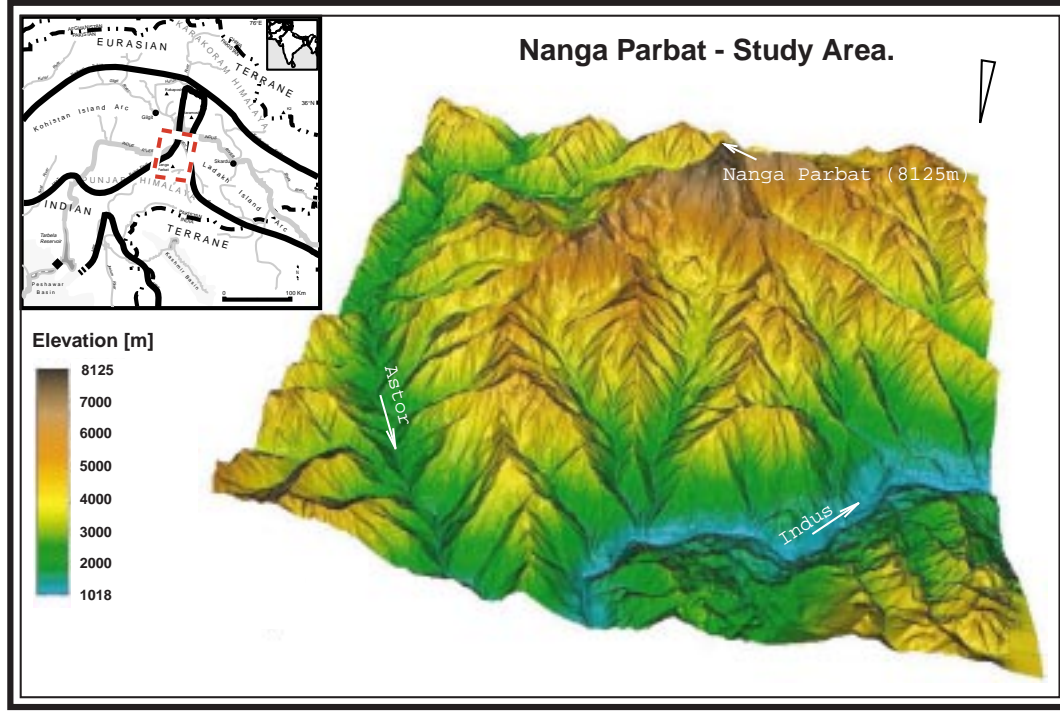 Nanga Parbat - Study Area.
76°E
EURASIAN
TERRANE
KARAKORAM HIMALAYA
36°N
Kohistan Island Arc
Gilgit
Skardu
Ladakh Island Arc
PUNJAB HIMALAYA
INDIAN
TERRANE
Tarbela
Reservoir
Kashmir Basin
Peshawar
Basin
0 100 Km
Nanga Parbat (8125m)
Elevation [m]
8125
7000
6000
5000
4000
3000
2000
1018
Astor
Indus